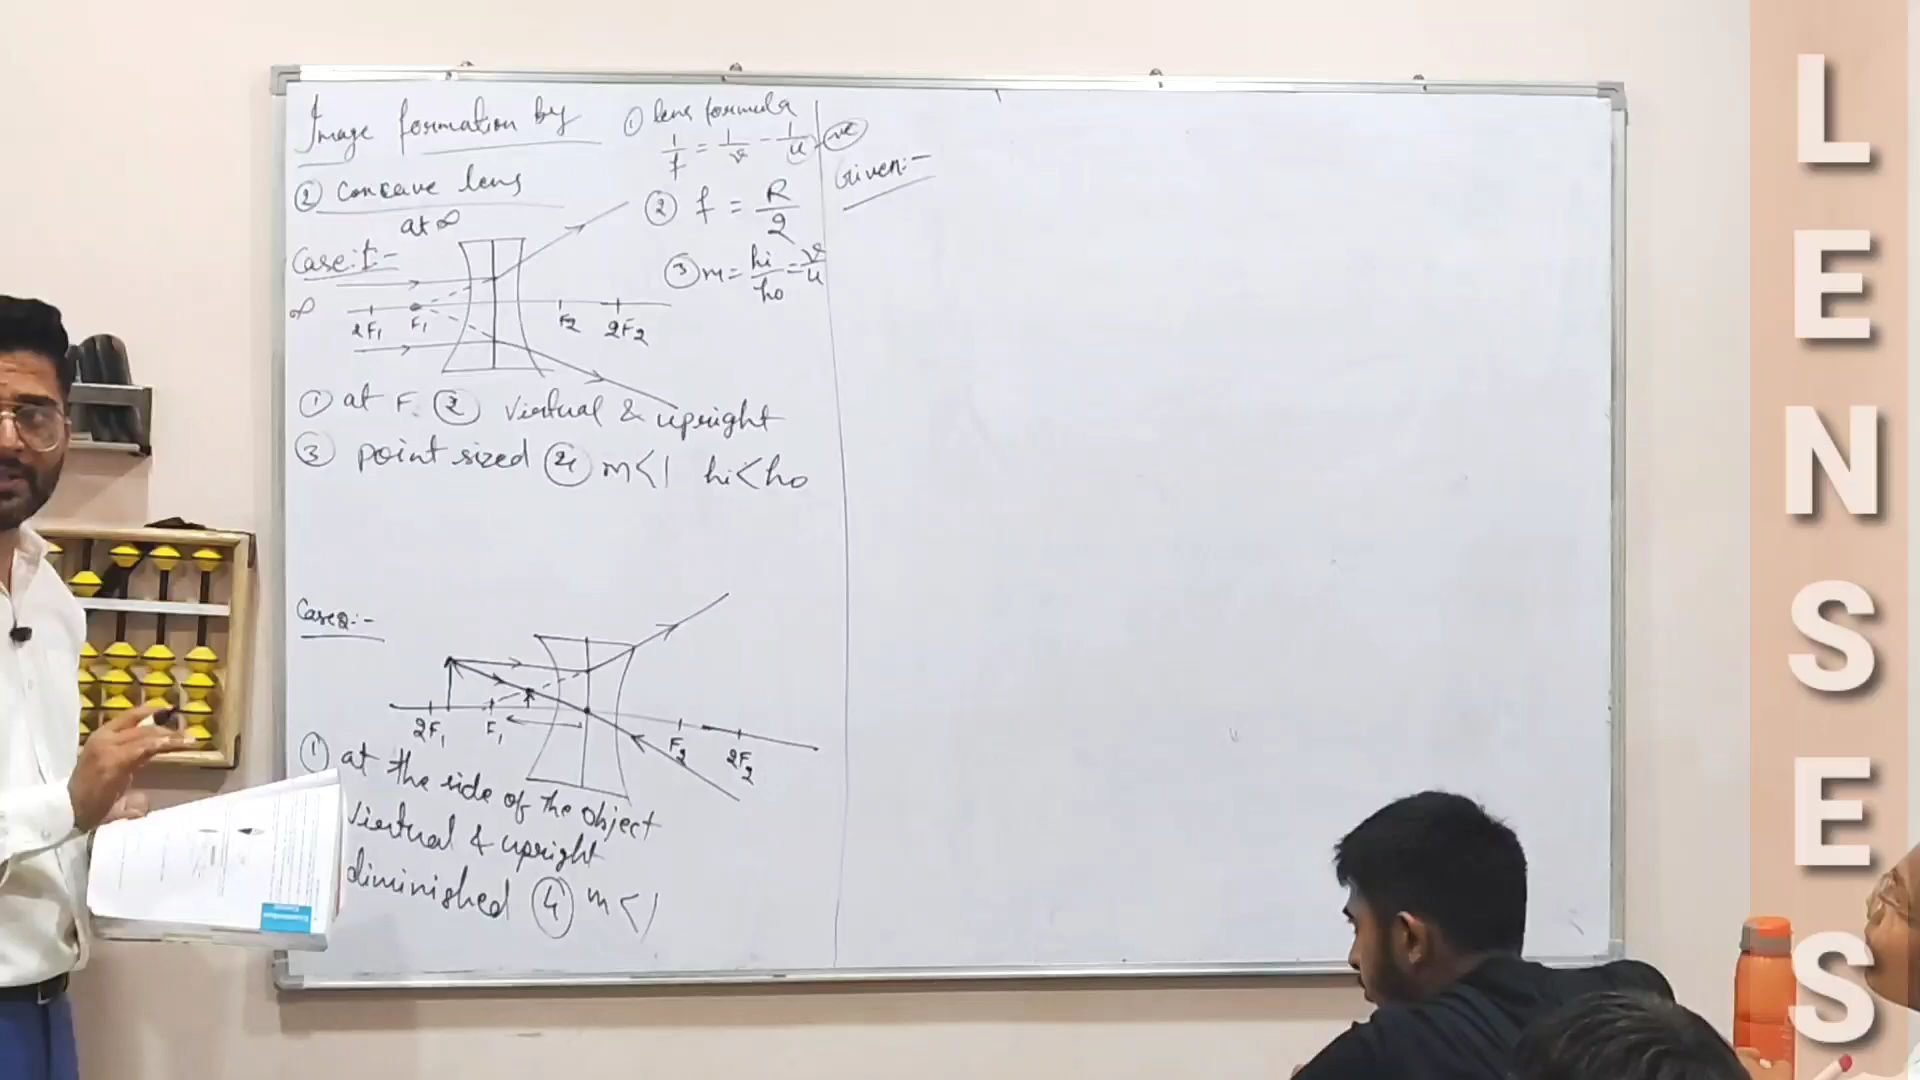 Image formation by
② Concave lens
at ∞
Case:I:-
∞
2F₁ F₁ F₂ 2F₂
① at F. ② Virtual & upright
③ point sized ④ m<1 hi<ho
① lens formula
1/f = 1/v - 1/u -ve
② f = R/2
③ m = hi/ho = v/u
Case2:-
2F₁ F₁ F₂ 2F₂
① at the side of the object
Virtual & upright
diminished ④ m<1
Given:-
LENSES